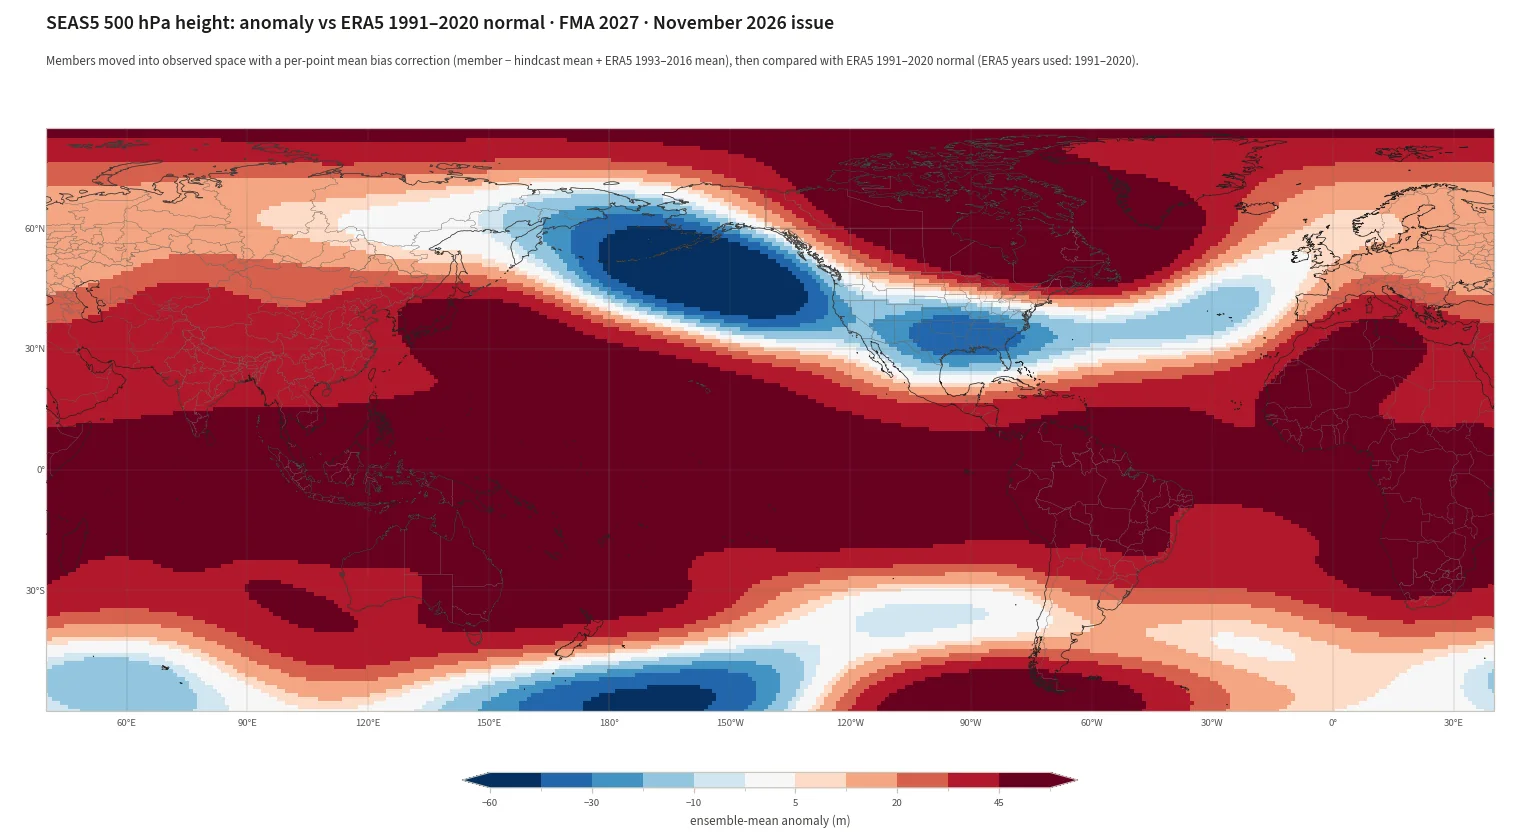 SEAS5 500 hPa height: anomaly vs ERA5 1991–2020 normal · FMA 2027 · November 2026 issue
Members moved into observed space with a per-point mean bias correction (member − hindcast mean + ERA5 1993–2016 mean), then compared with ERA5 1991–2020 normal (ERA5 years used: 1991–2020).
60°N
30°N
0°
30°S
60°E 90°E 120°E 150°E 180° 150°W 120°W 90°W 60°W 30°W 0° 30°E
−60 −30 −10 5 20 45
ensemble-mean anomaly (m)